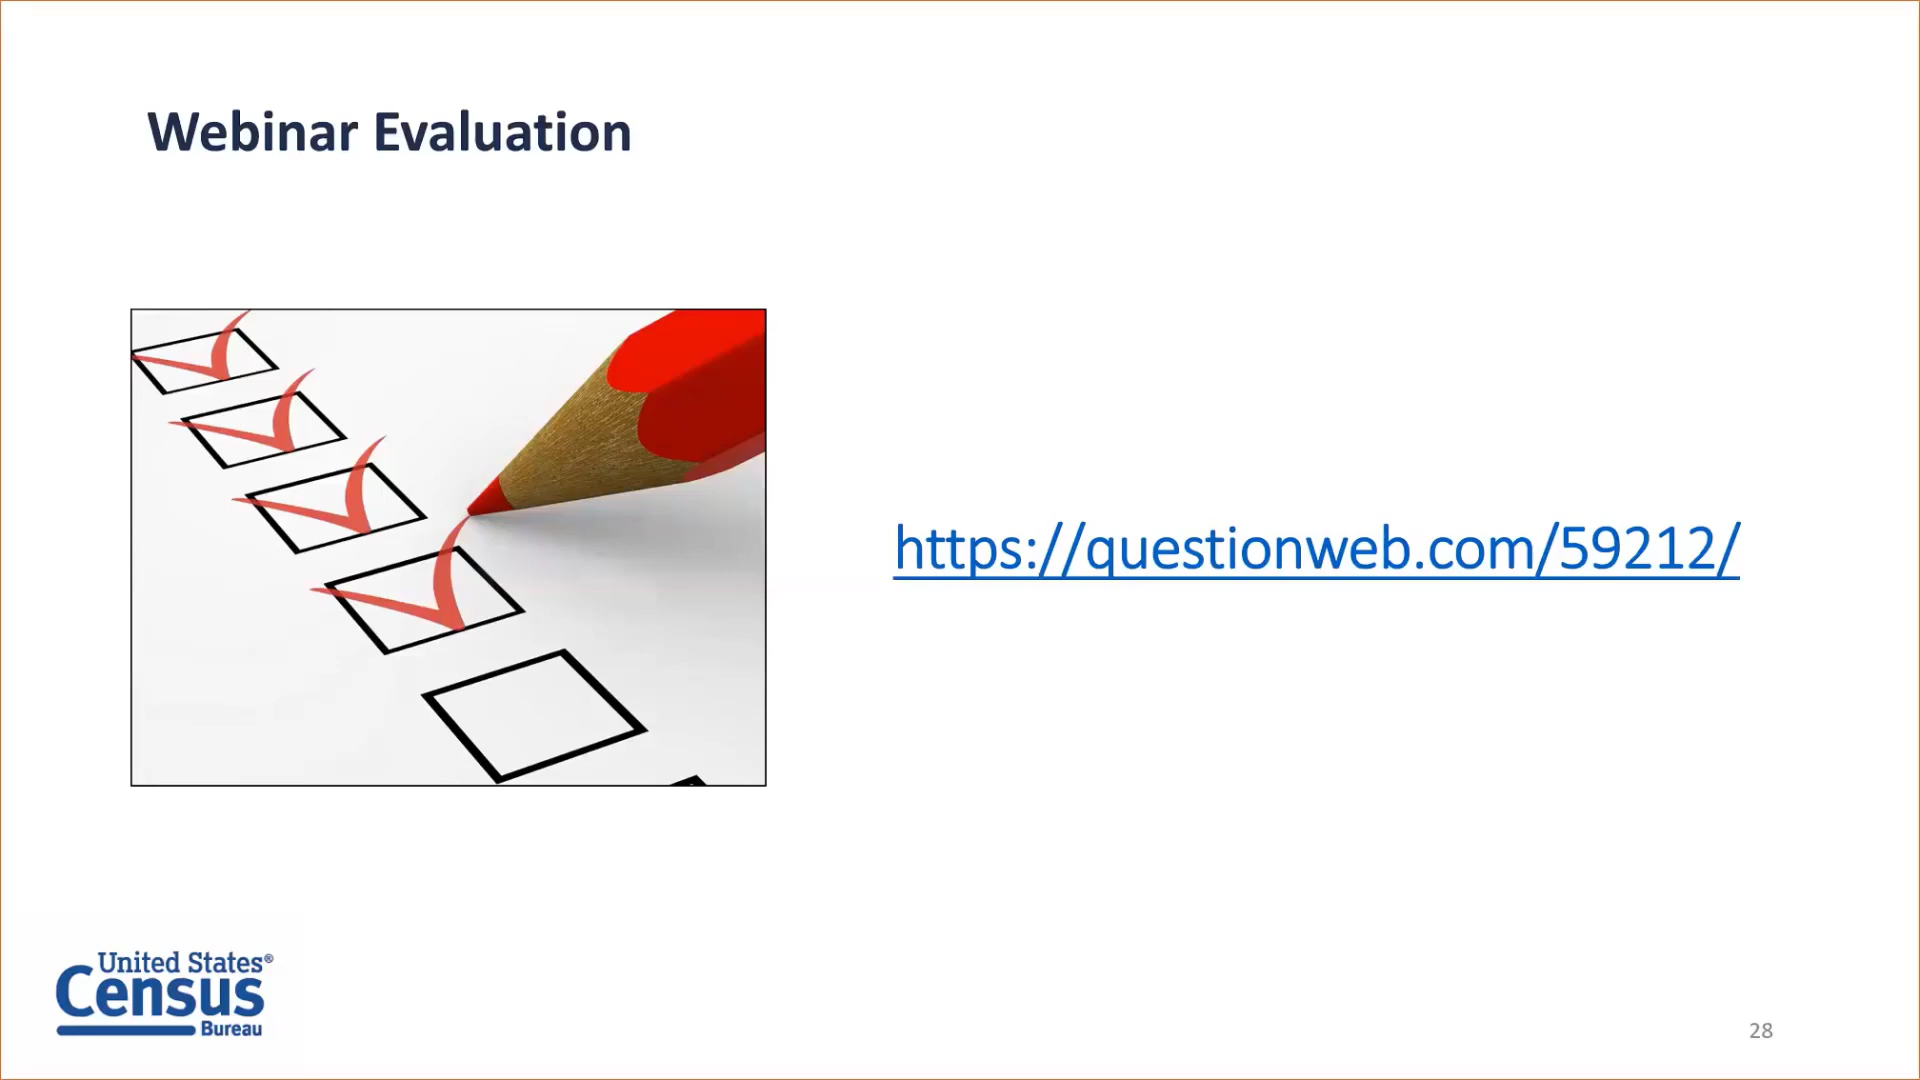 Webinar Evaluation
https://questionweb.com/59212/
United States®
Census
Bureau
28